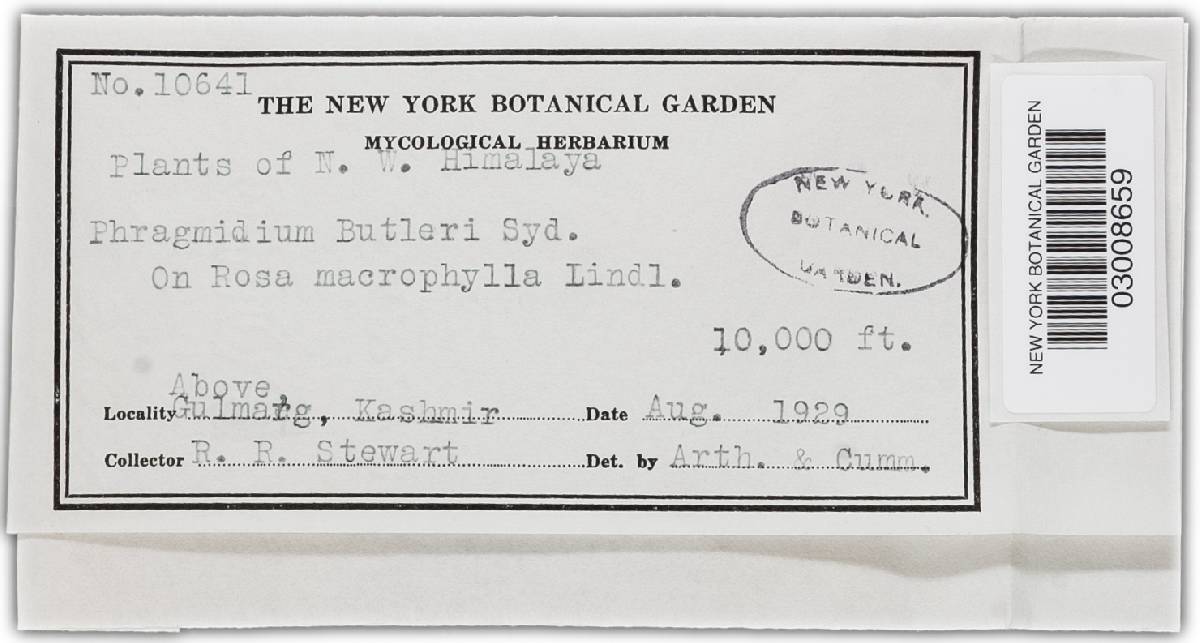 No. 10641
THE NEW YORK BOTANICAL GARDEN
MYCOLOGICAL HERBARIUM
Plants of N. W. Himalaya
Phragmidium Butleri Syd.
On Rosa macrophylla Lindl.
10,000 ft.
Above,
Locality Gulmarg, Kashmir Date Aug. 1929
Collector R. R. Stewart Det. by Arth. & Cumm.
NEW YORK
BOTANICAL
GARDEN.
NEW YORK BOTANICAL GARDEN
03008659